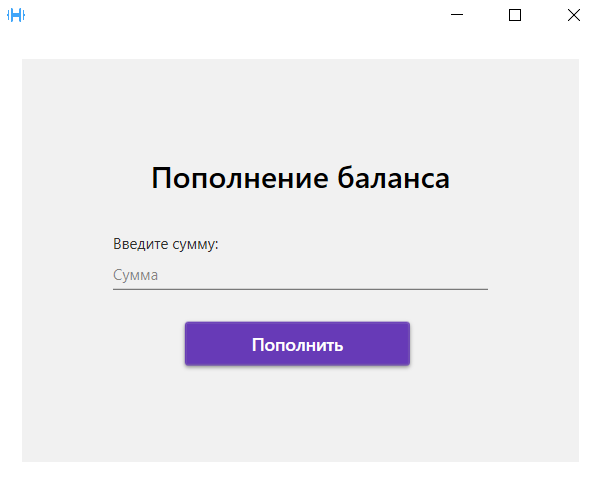 Пополнение баланса
Введите сумму:
Сумма
Пополнить